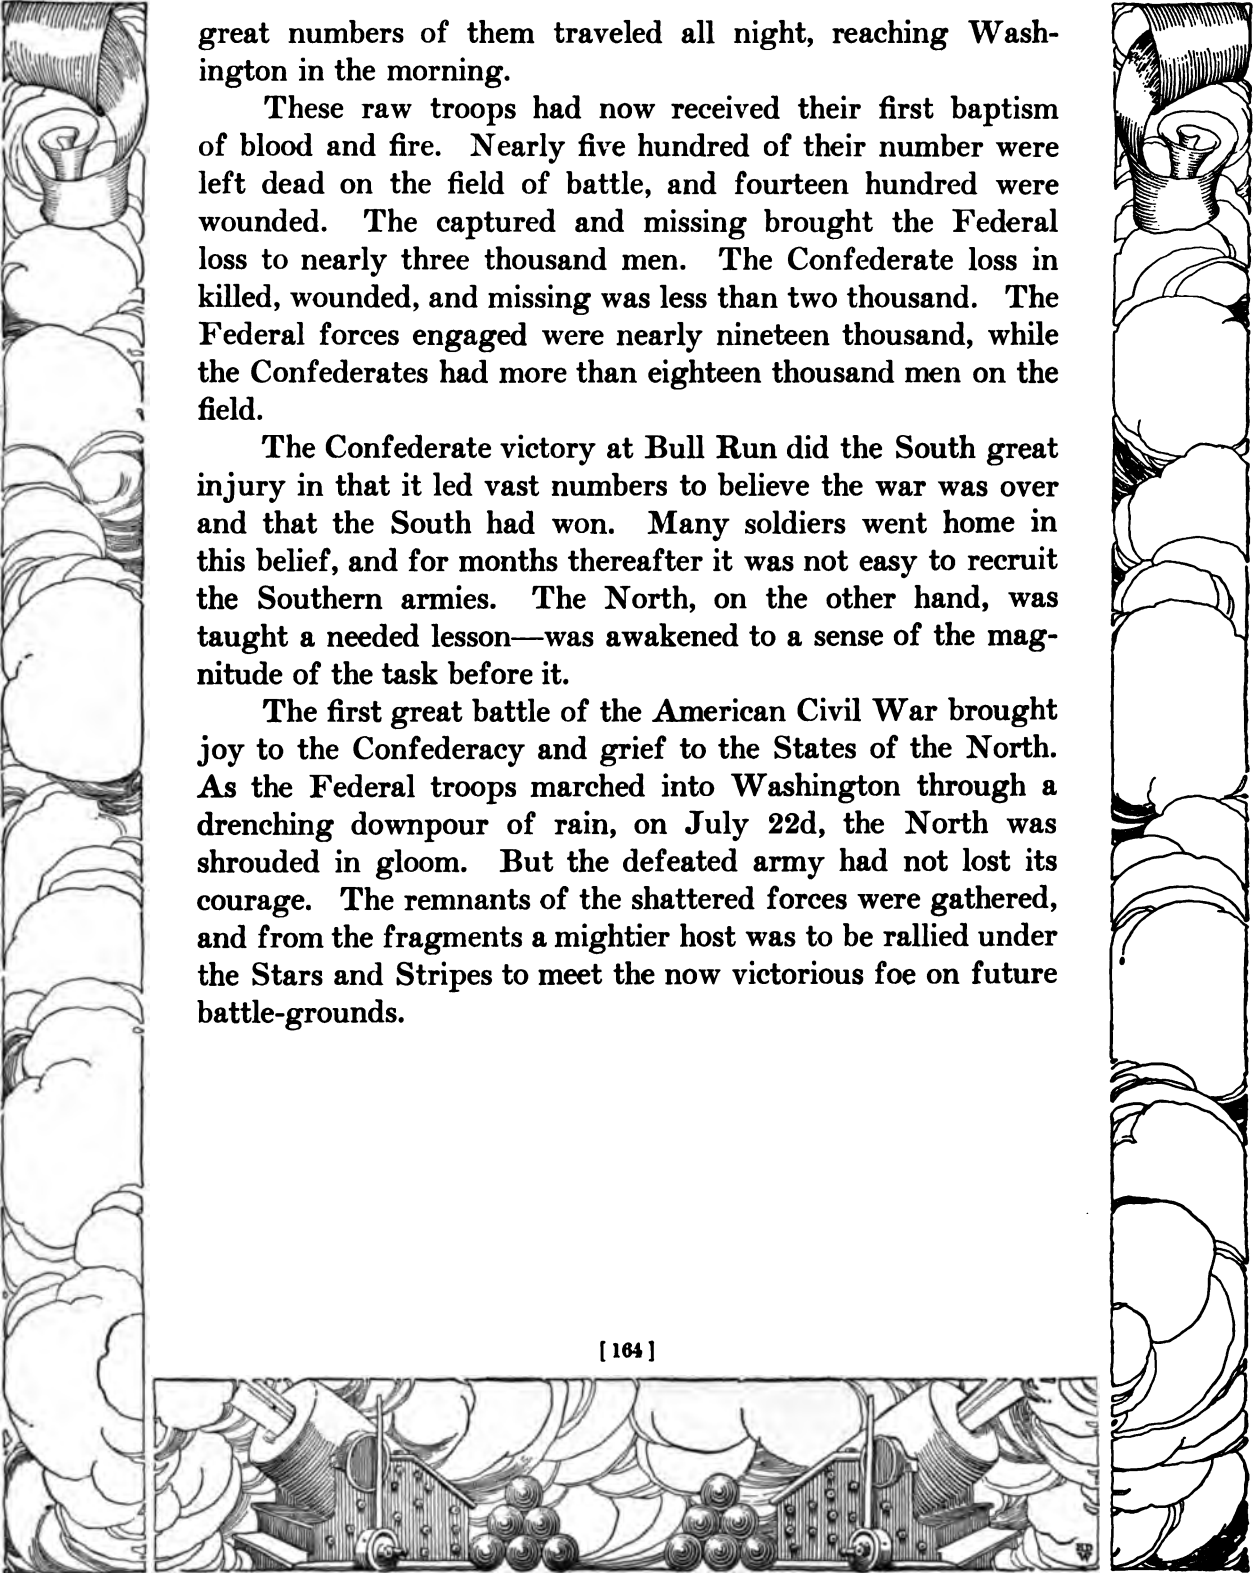 great numbers of them traveled all night, reaching Wash-
ington in the morning.
These raw troops had now received their first baptism
of blood and fire. Nearly five hundred of their number were
left dead on the field of battle, and fourteen hundred were
wounded. The captured and missing brought the Federal
loss to nearly three thousand men. The Confederate loss in
killed, wounded, and missing was less than two thousand. The
Federal forces engaged were nearly nineteen thousand, while
the Confederates had more than eighteen thousand men on the
field.
The Confederate victory at Bull Run did the South great
injury in that it led vast numbers to believe the war was over
and that the South had won. Many soldiers went home in
this belief, and for months thereafter it was not easy to recruit
the Southern armies. The North, on the other hand, was
taught a needed lesson—was awakened to a sense of the mag-
nitude of the task before it.
The first great battle of the American Civil War brought
joy to the Confederacy and grief to the States of the North.
As the Federal troops marched into Washington through a
drenching downpour of rain, on July 22d, the North was
shrouded in gloom. But the defeated army had not lost its
courage. The remnants of the shattered forces were gathered,
and from the fragments a mightier host was to be rallied under
the Stars and Stripes to meet the now victorious foe on future
battle-grounds.
[ 164 ]